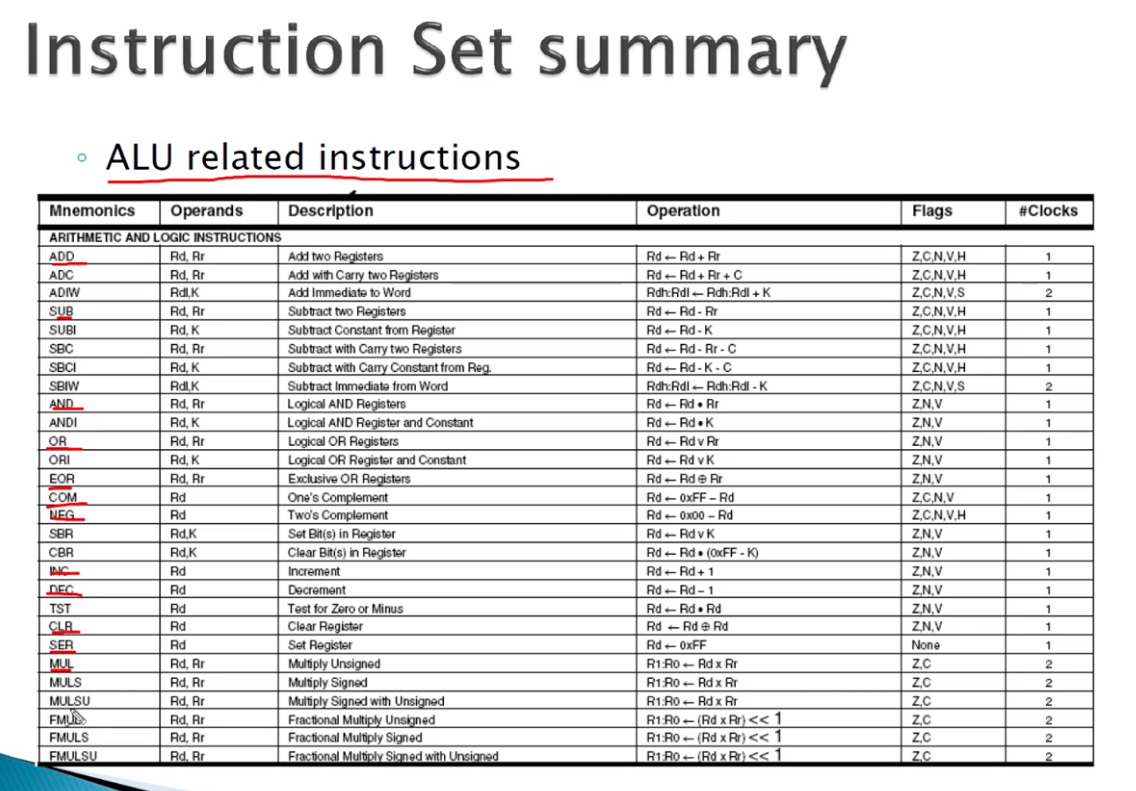 Instruction Set summary
ALU related instructions
Mnemonics Operands Description Operation Flags #Clocks
ARITHMETIC AND LOGIC INSTRUCTIONS
ADD Rd, Rr Add two Registers Rd ← Rd + Rr Z,C,N,V,H 1
ADC Rd, Rr Add with Carry two Registers Rd ← Rd + Rr + C Z,C,N,V,H 1
ADIW Rdl,K Add Immediate to Word Rdh:Rdl ← Rdh:Rdl + K Z,C,N,V,S 2
SUB Rd, Rr Subtract two Registers Rd ← Rd - Rr Z,C,N,V,H 1
SUBI Rd, K Subtract Constant from Register Rd ← Rd - K Z,C,N,V,H 1
SBC Rd, Rr Subtract with Carry two Registers Rd ← Rd - Rr - C Z,C,N,V,H 1
SBCI Rd, K Subtract with Carry Constant from Reg. Rd ← Rd - K - C Z,C,N,V,H 1
SBIW Rdl,K Subtract Immediate from Word Rdh:Rdl ← Rdh:Rdl - K Z,C,N,V,S 2
AND Rd, Rr Logical AND Registers Rd ← Rd • Rr Z,N,V 1
ANDI Rd, K Logical AND Register and Constant Rd ← Rd • K Z,N,V 1
OR Rd, Rr Logical OR Registers Rd ← Rd v Rr Z,N,V 1
ORI Rd, K Logical OR Register and Constant Rd ← Rd v K Z,N,V 1
EOR Rd, Rr Exclusive OR Registers Rd ← Rd ⊕ Rr Z,N,V 1
COM Rd One's Complement Rd ← 0xFF – Rd Z,C,N,V 1
NEG Rd Two's Complement Rd ← 0x00 – Rd Z,C,N,V,H 1
SBR Rd,K Set Bit(s) in Register Rd ← Rd v K Z,N,V 1
CBR Rd,K Clear Bit(s) in Register Rd ← Rd • (0xFF - K) Z,N,V 1
INC Rd Increment Rd ← Rd + 1 Z,N,V 1
DEC Rd Decrement Rd ← Rd – 1 Z,N,V 1
TST Rd Test for Zero or Minus Rd ← Rd • Rd Z,N,V 1
CLR Rd Clear Register Rd ← Rd ⊕ Rd Z,N,V 1
SER Rd Set Register Rd ← 0xFF None 1
MUL Rd, Rr Multiply Unsigned R1:R0 ← Rd x Rr Z,C 2
MULS Rd, Rr Multiply Signed R1:R0 ← Rd x Rr Z,C 2
MULSU Rd, Rr Multiply Signed with Unsigned R1:R0 ← Rd x Rr Z,C 2
FMUL Rd, Rr Fractional Multiply Unsigned R1:R0 ← (Rd x Rr) << 1 Z,C 2
FMULS Rd, Rr Fractional Multiply Signed R1:R0 ← (Rd x Rr) << 1 Z,C 2
FMULSU Rd, Rr Fractional Multiply Signed with Unsigned R1:R0 ← (Rd x Rr) << 1 Z,C 2